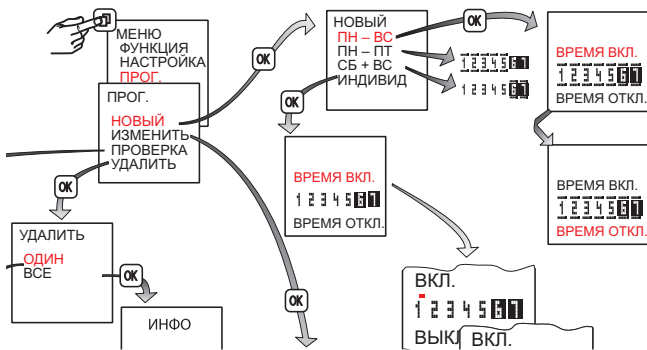 МЕНЮ
ФУНКЦИЯ
НАСТРОЙКА
ПРОГ.
ПРОГ.
НОВЫЙ
ИЗМЕНИТЬ
ПРОВЕРКА
УДАЛИТЬ
OK
OK
OK
OK
УДАЛИТЬ
ОДИН
ВСЕ
OK
ИНФО
НОВЫЙ
ПН – ВС
ПН – ПТ
СБ + ВС
ИНДИВИД
OK
1 2 3 4 5 6 7
1 2 3 4 5 6 7
ВРЕМЯ ВКЛ.
1 2 3 4 5 6 7
ВРЕМЯ ОТКЛ.
ВРЕМЯ ВКЛ.
1 2 3 4 5 6 7
ВРЕМЯ ОТКЛ.
ВРЕМЯ ВКЛ.
1 2 3 4 5 6 7
ВРЕМЯ ОТКЛ.
ВКЛ.
1 2 3 4 5 6 7
ВЫКЛ
ВКЛ.